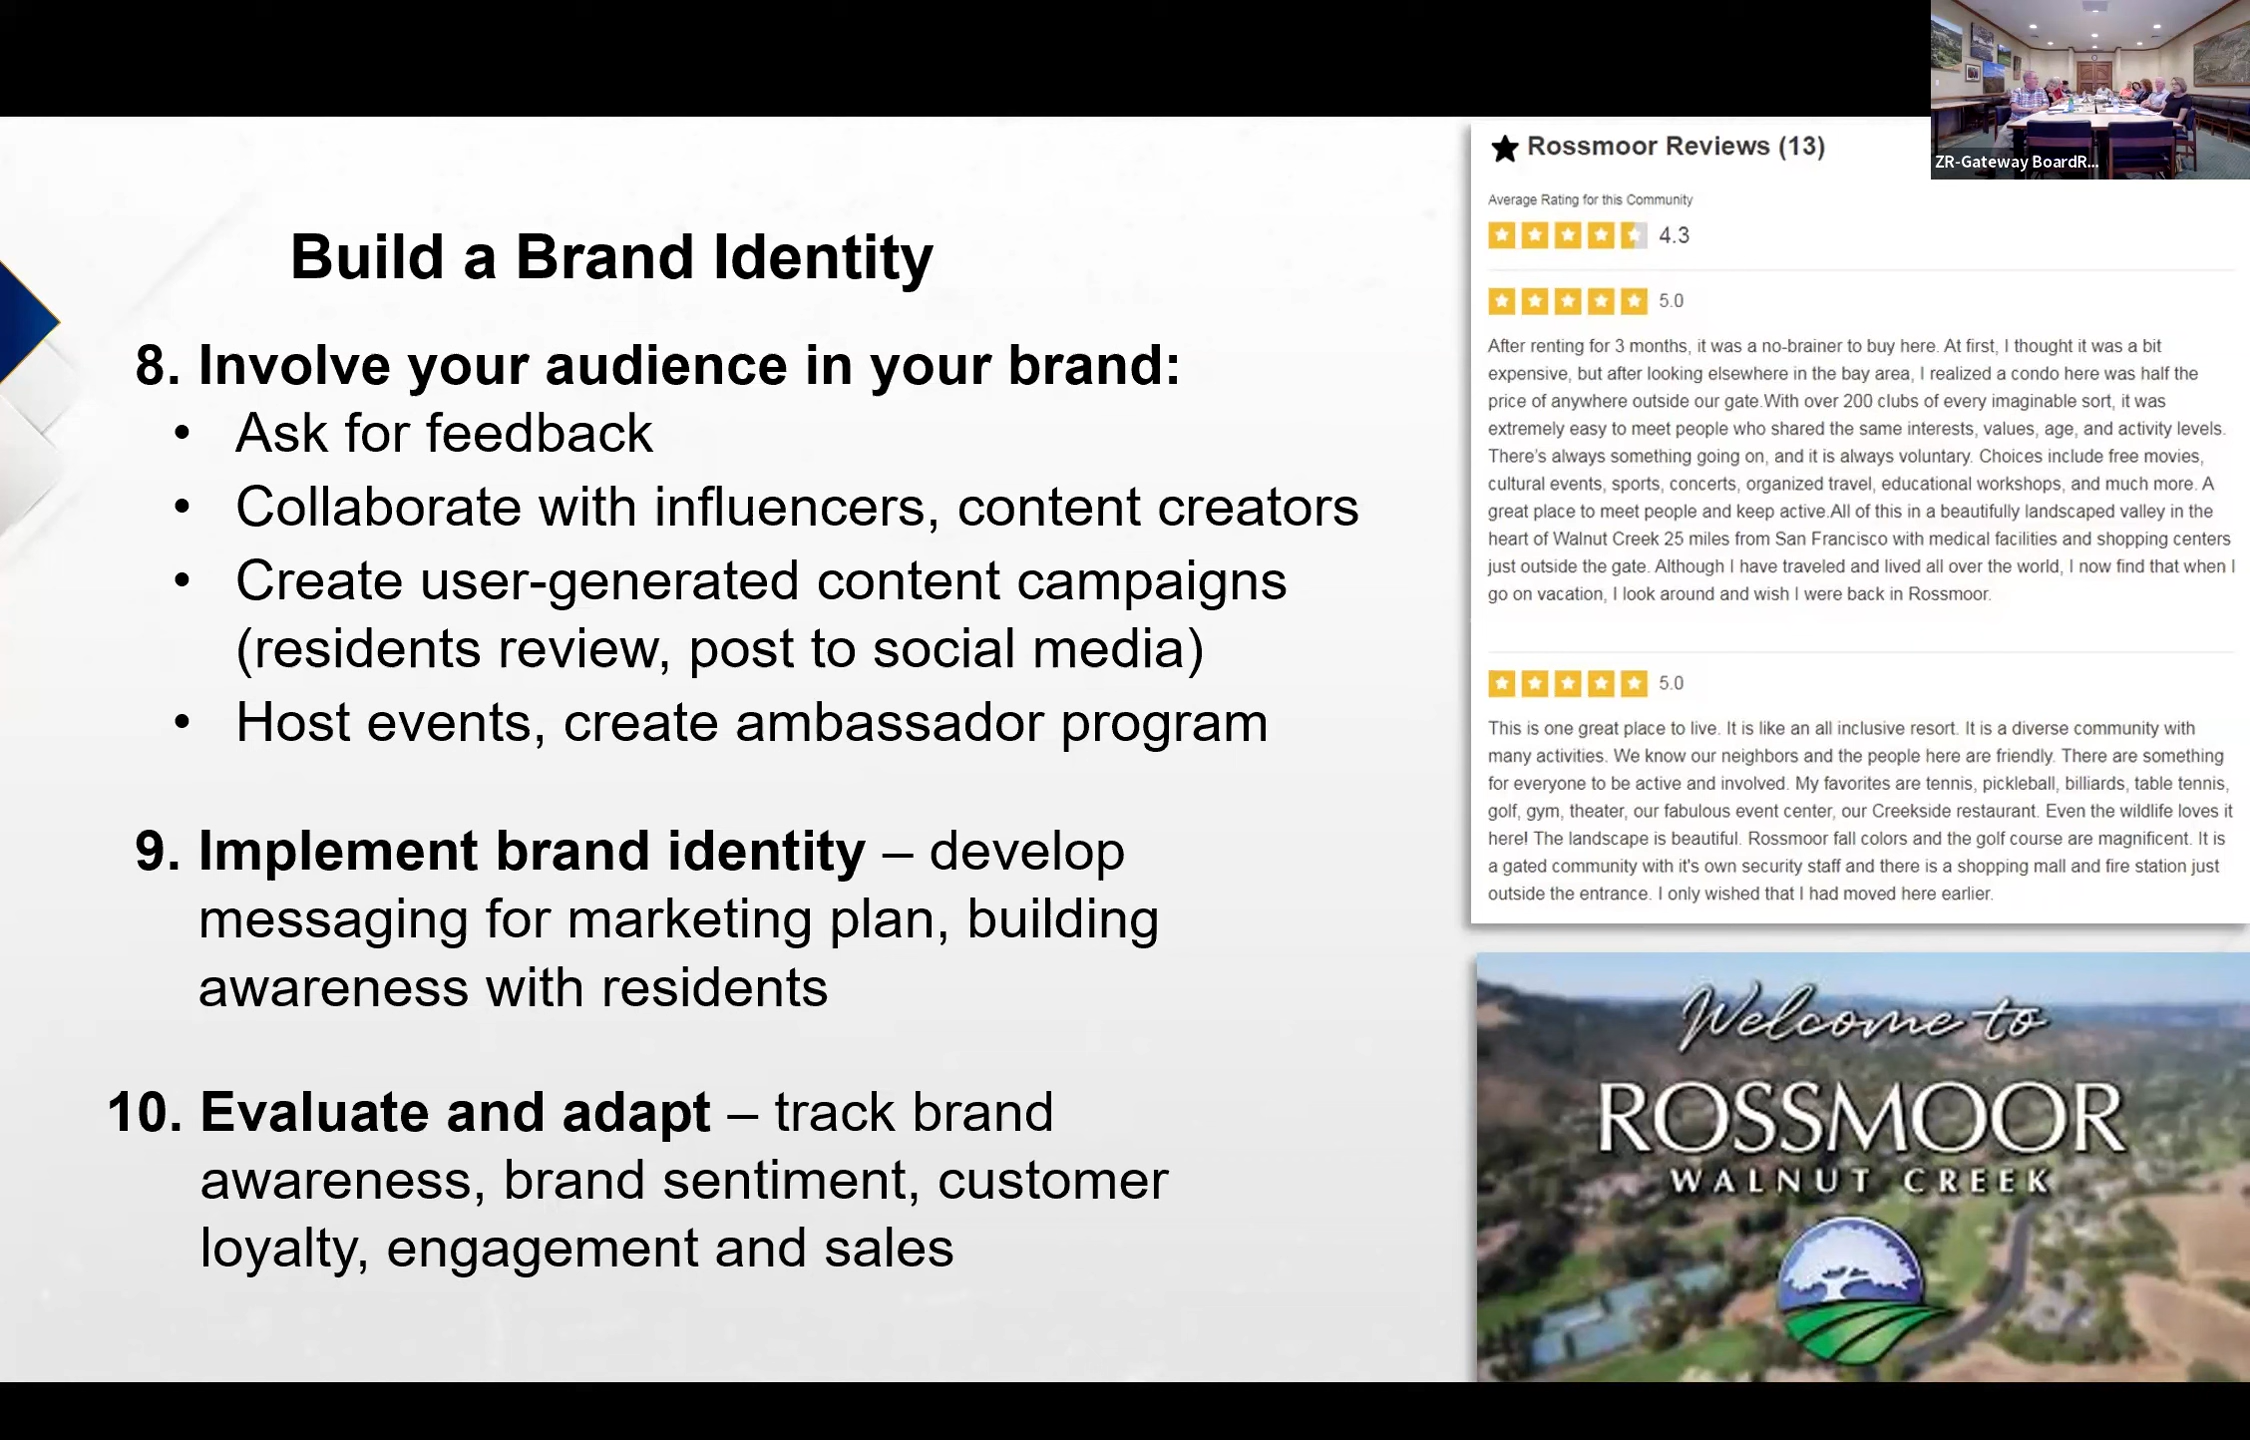 Build a Brand Identity
8. Involve your audience in your brand:
• Ask for feedback
• Collaborate with influencers, content creators
• Create user-generated content campaigns
(residents review, post to social media)
• Host events, create ambassador program
9. Implement brand identity – develop
messaging for marketing plan, building
awareness with residents
10. Evaluate and adapt – track brand
awareness, brand sentiment, customer
loyalty, engagement and sales
Rossmoor Reviews (13)
Average Rating for this Community
4.3
5.0
After renting for 3 months, it was a no-brainer to buy here. At first, I thought it was a bit
expensive, but after looking elsewhere in the bay area, I realized a condo here was half the
price of anywhere outside our gate.With over 200 clubs of every imaginable sort, it was
extremely easy to meet people who shared the same interests, values, age, and activity levels.
There's always something going on, and it is always voluntary. Choices include free movies,
cultural events, sports, concerts, organized travel, educational workshops, and much more. A
great place to meet people and keep active.All of this in a beautifully landscaped valley in the
heart of Walnut Creek 25 miles from San Francisco with medical facilities and shopping centers
just outside the gate. Although I have traveled and lived all over the world, I now find that when I
go on vacation, I look around and wish I were back in Rossmoor.
5.0
This is one great place to live. It is like an all inclusive resort. It is a diverse community with
many activities. We know our neighbors and the people here are friendly. There are something
for everyone to be active and involved. My favorites are tennis, pickleball, billiards, table tennis,
golf, gym, theater, our fabulous event center, our Creekside restaurant. Even the wildlife loves it
here! The landscape is beautiful. Rossmoor fall colors and the golf course are magnificent. It is
a gated community with it's own security staff and there is a shopping mall and fire station just
outside the entrance. I only wished that I had moved here earlier.
Welcome to
ROSSMOOR
WALNUT CREEK
ZR-Gateway BoardR...